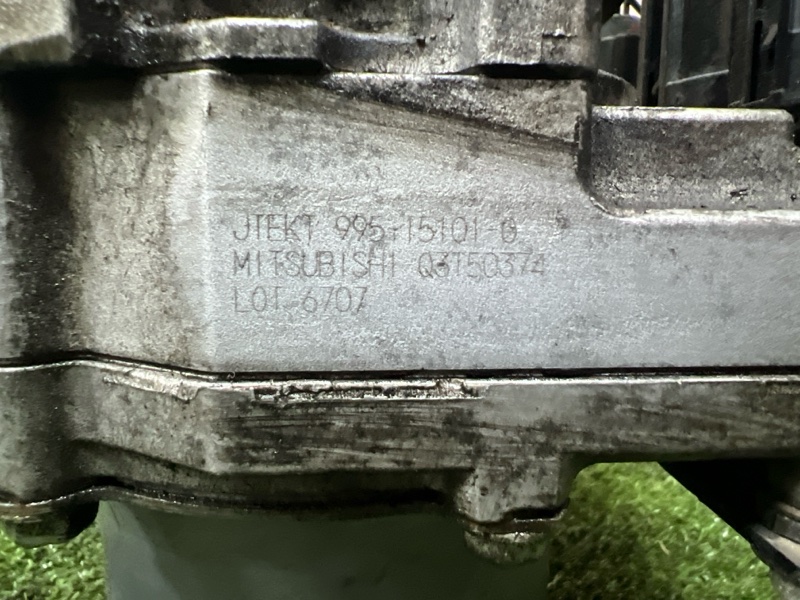 JTEKT 995-15101-0
MITSUBISHI Q3T50374
LOT 6707